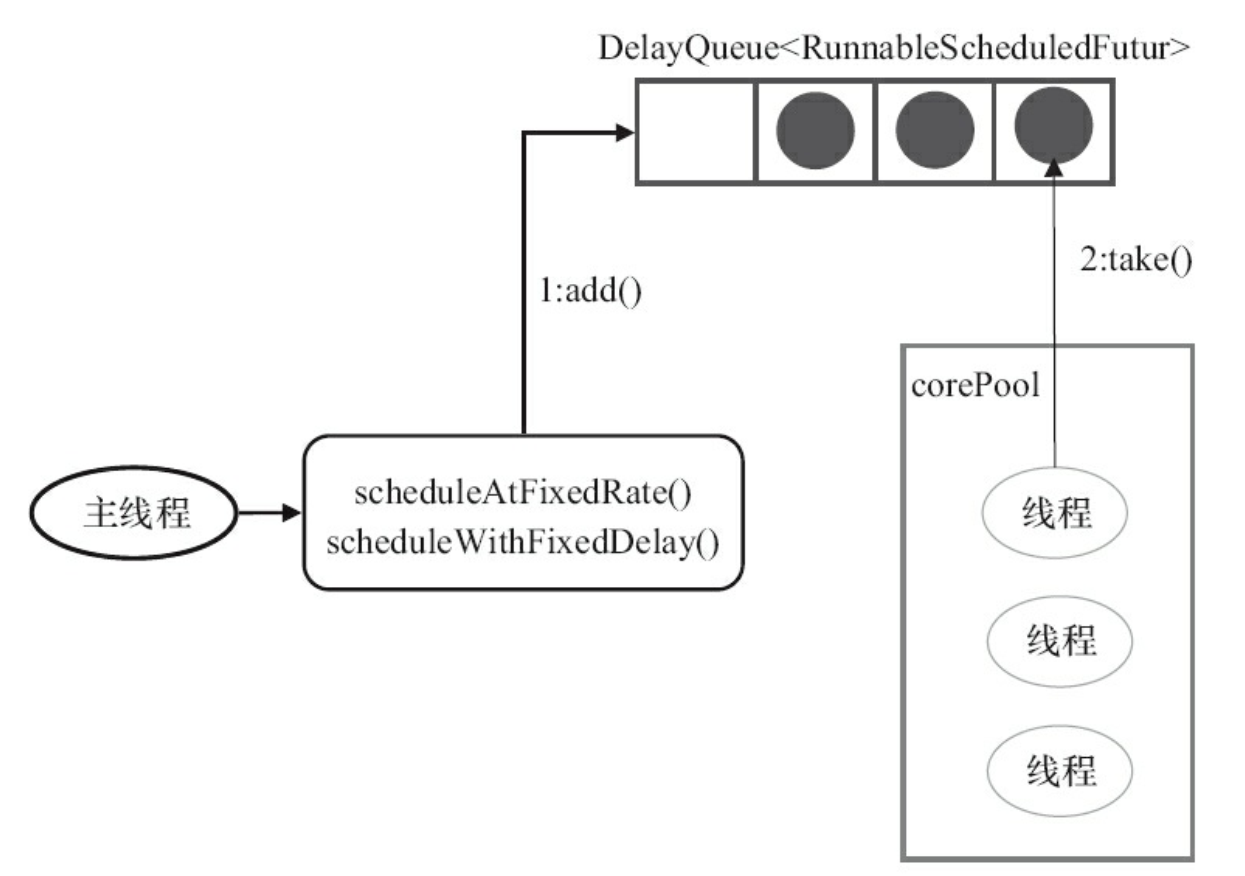 DelayQueue<RunnableScheduledFutur>
1:add()
2:take()
corePool
主线程
scheduleAtFixedRate()
scheduleWithFixedDelay()
线程
线程
线程